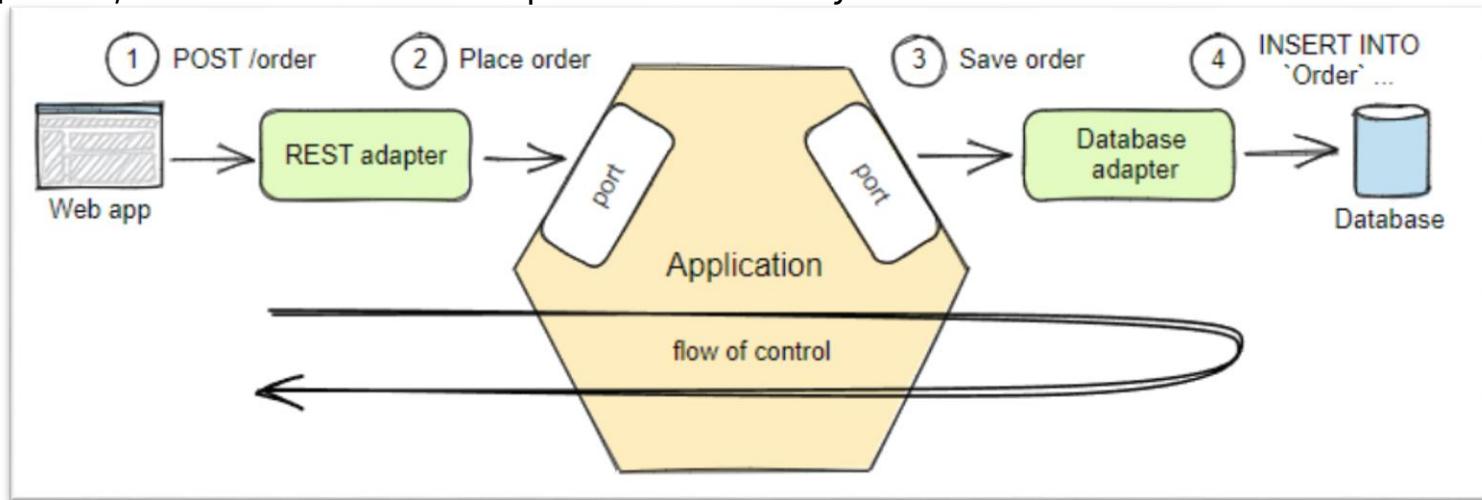 1 POST /order
2 Place order
3 Save order
4 INSERT INTO
`Order` ...
REST adapter
port
port
Database
adapter
Web app
Database
Application
flow of control